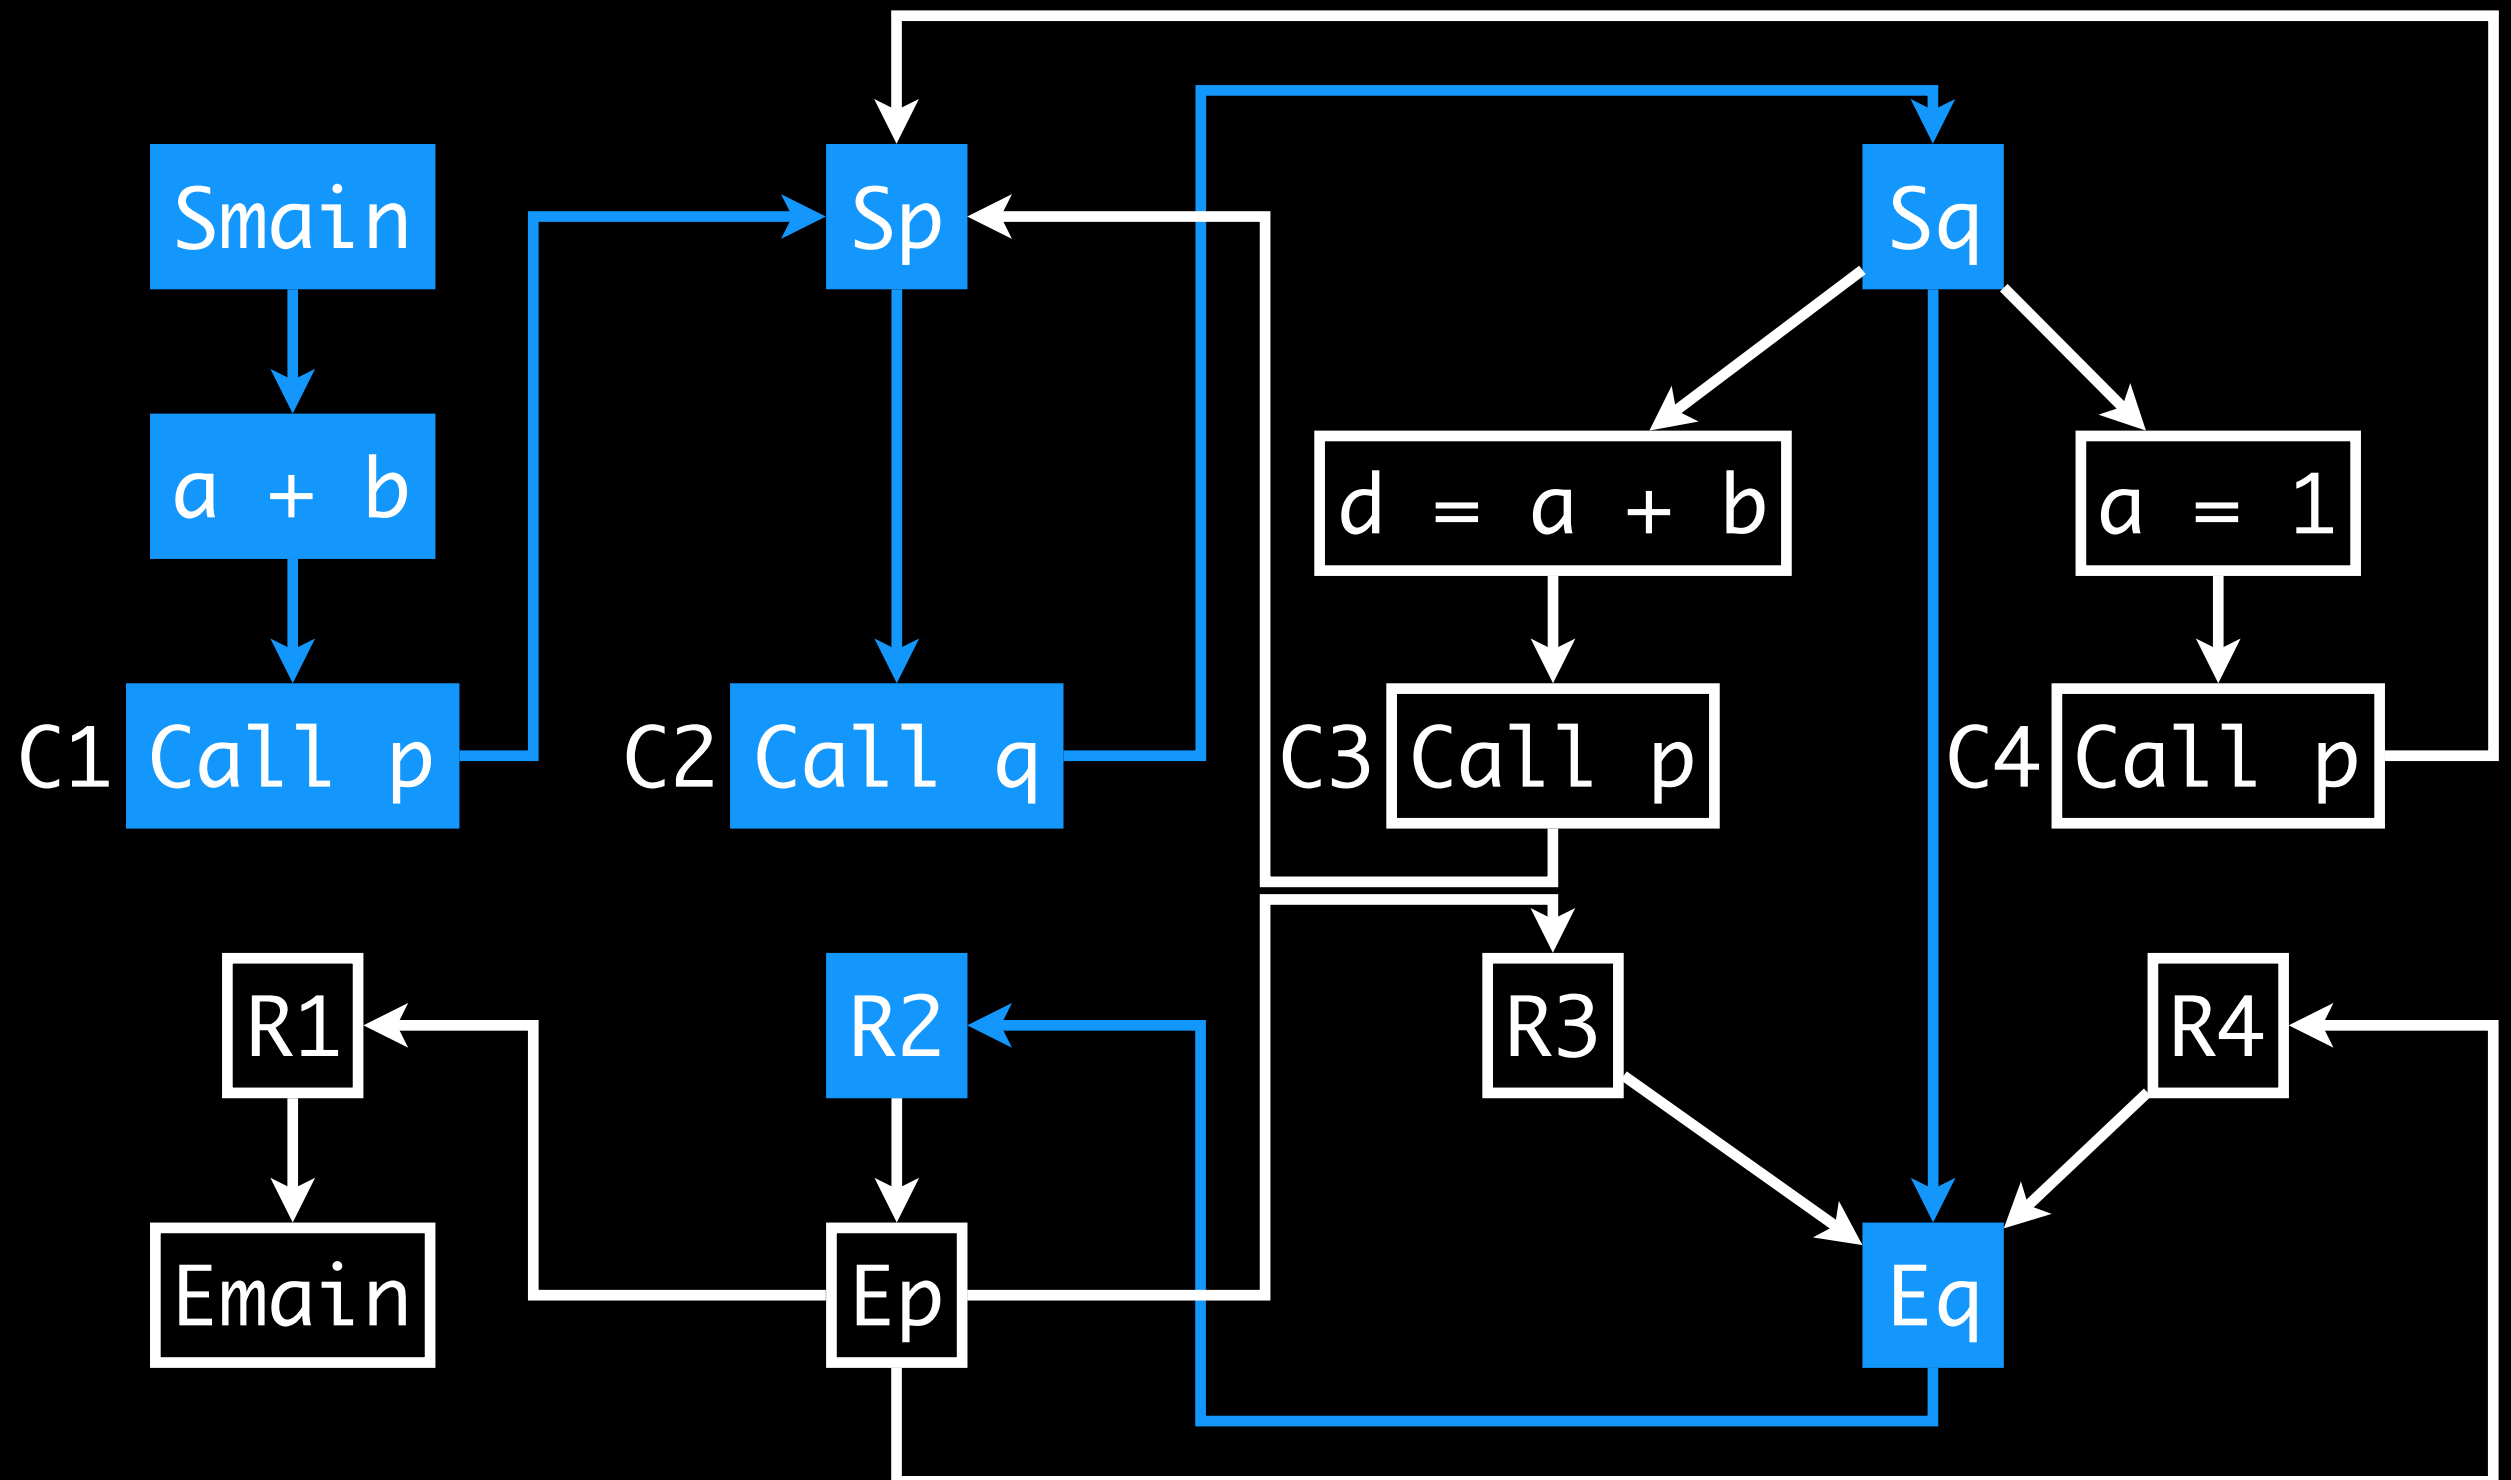 Smain
Sp
Sq
a + b
d = a + b
a = 1
C1 Call p
C2 Call q
C3 Call p
C4 Call p
R1
R2
R3
R4
Emain
Ep
Eq